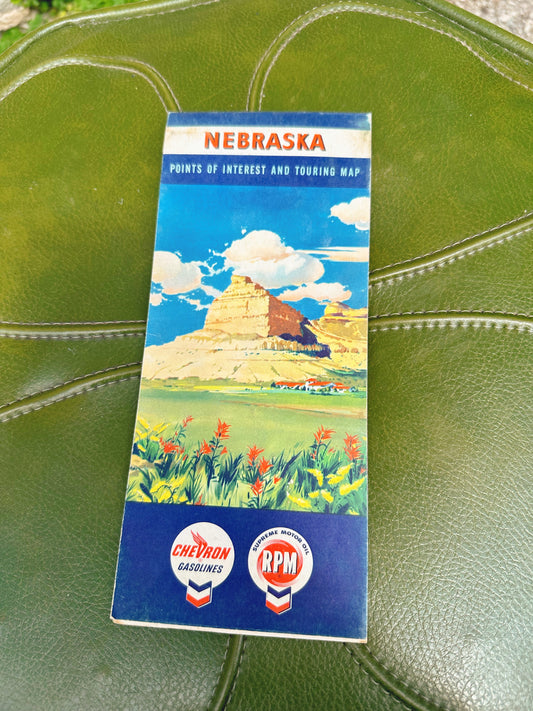 NEBRASKA
POINTS OF INTEREST AND TOURING MAP
CHEVRON
GASOLINES
SUPREME MOTOR OIL
RPM